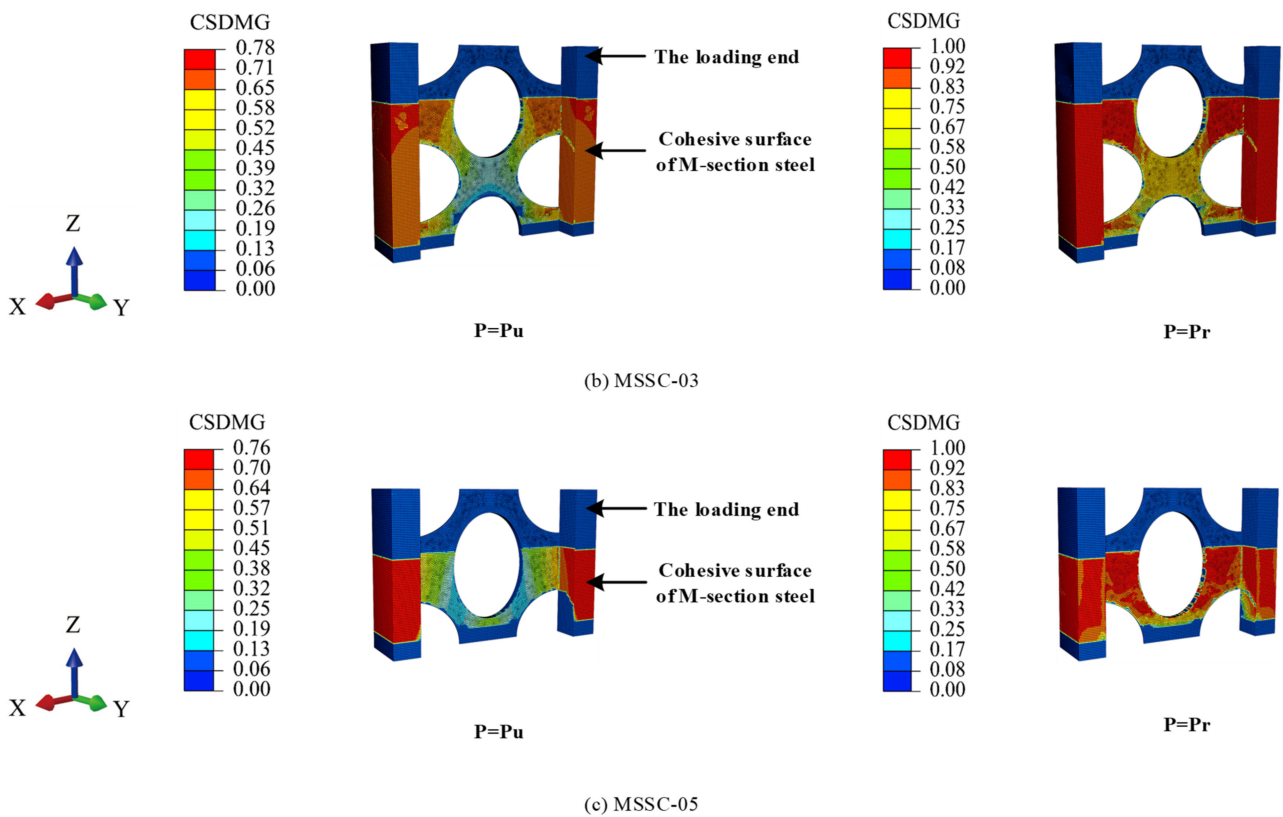 CSDMG
0.78
0.71
0.65
0.58
0.52
0.45
0.39
0.32
0.26
0.19
0.13
0.06
0.00
Z
X
Y
The loading end
Cohesive surface
of M-section steel
P=Pu
CSDMG
1.00
0.92
0.83
0.75
0.67
0.58
0.50
0.42
0.33
0.25
0.17
0.08
0.00
P=Pr
(b) MSSC-03
CSDMG
0.76
0.70
0.64
0.57
0.51
0.45
0.38
0.32
0.25
0.19
0.13
0.06
0.00
Z
X
Y
The loading end
Cohesive surface
of M-section steel
P=Pu
CSDMG
1.00
0.92
0.83
0.75
0.67
0.58
0.50
0.42
0.33
0.25
0.17
0.08
0.00
P=Pr
(c) MSSC-05